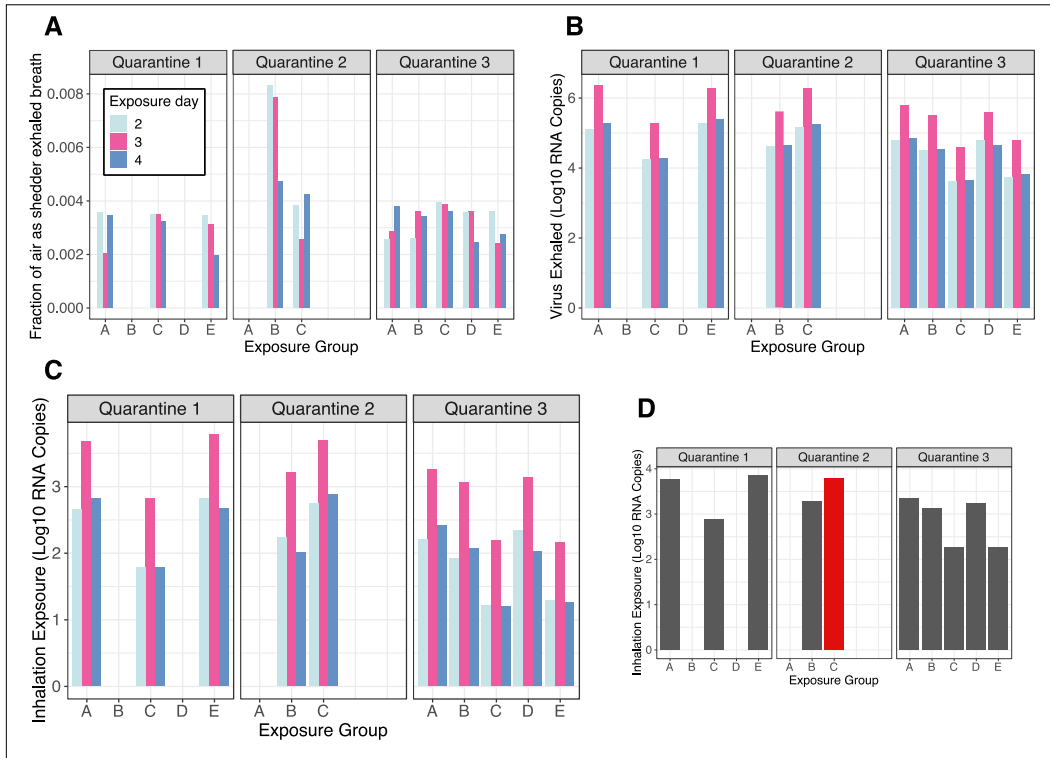 A
Quarantine 1 Quarantine 2 Quarantine 3
Fraction of air as shedder exhaled breath
0.008
0.006
0.004
0.002
0.000
Exposure day
2
3
4
A B C D E A B C A B C D E
Exposure Group
B
Quarantine 1 Quarantine 2 Quarantine 3
Virus Exhaled (Log10 RNA Copies)
6
4
2
0
A B C D E A B C A B C D E
Exposure Group
C
Quarantine 1 Quarantine 2 Quarantine 3
Inhalation Expsoure (Log10 RNA Copies)
3
2
1
0
A B C D E A B C A B C D E
Exposure Group
D
Quarantine 1 Quarantine 2 Quarantine 3
Inhalation Expsoure (Log10 RNA Copies)
4
3
2
1
0
A B C D E A B C A B C D E
Exposure Group